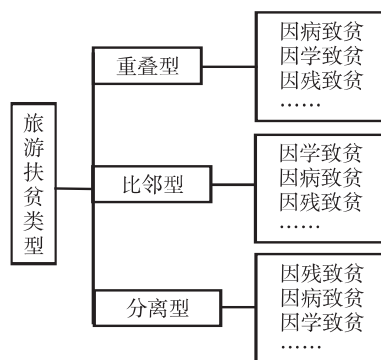 旅游扶贫类型
重叠型
因病致贫
因学致贫
因残致贫
……
比邻型
因学致贫
因病致贫
因残致贫
……
分离型
因残致贫
因病致贫
因学致贫
……